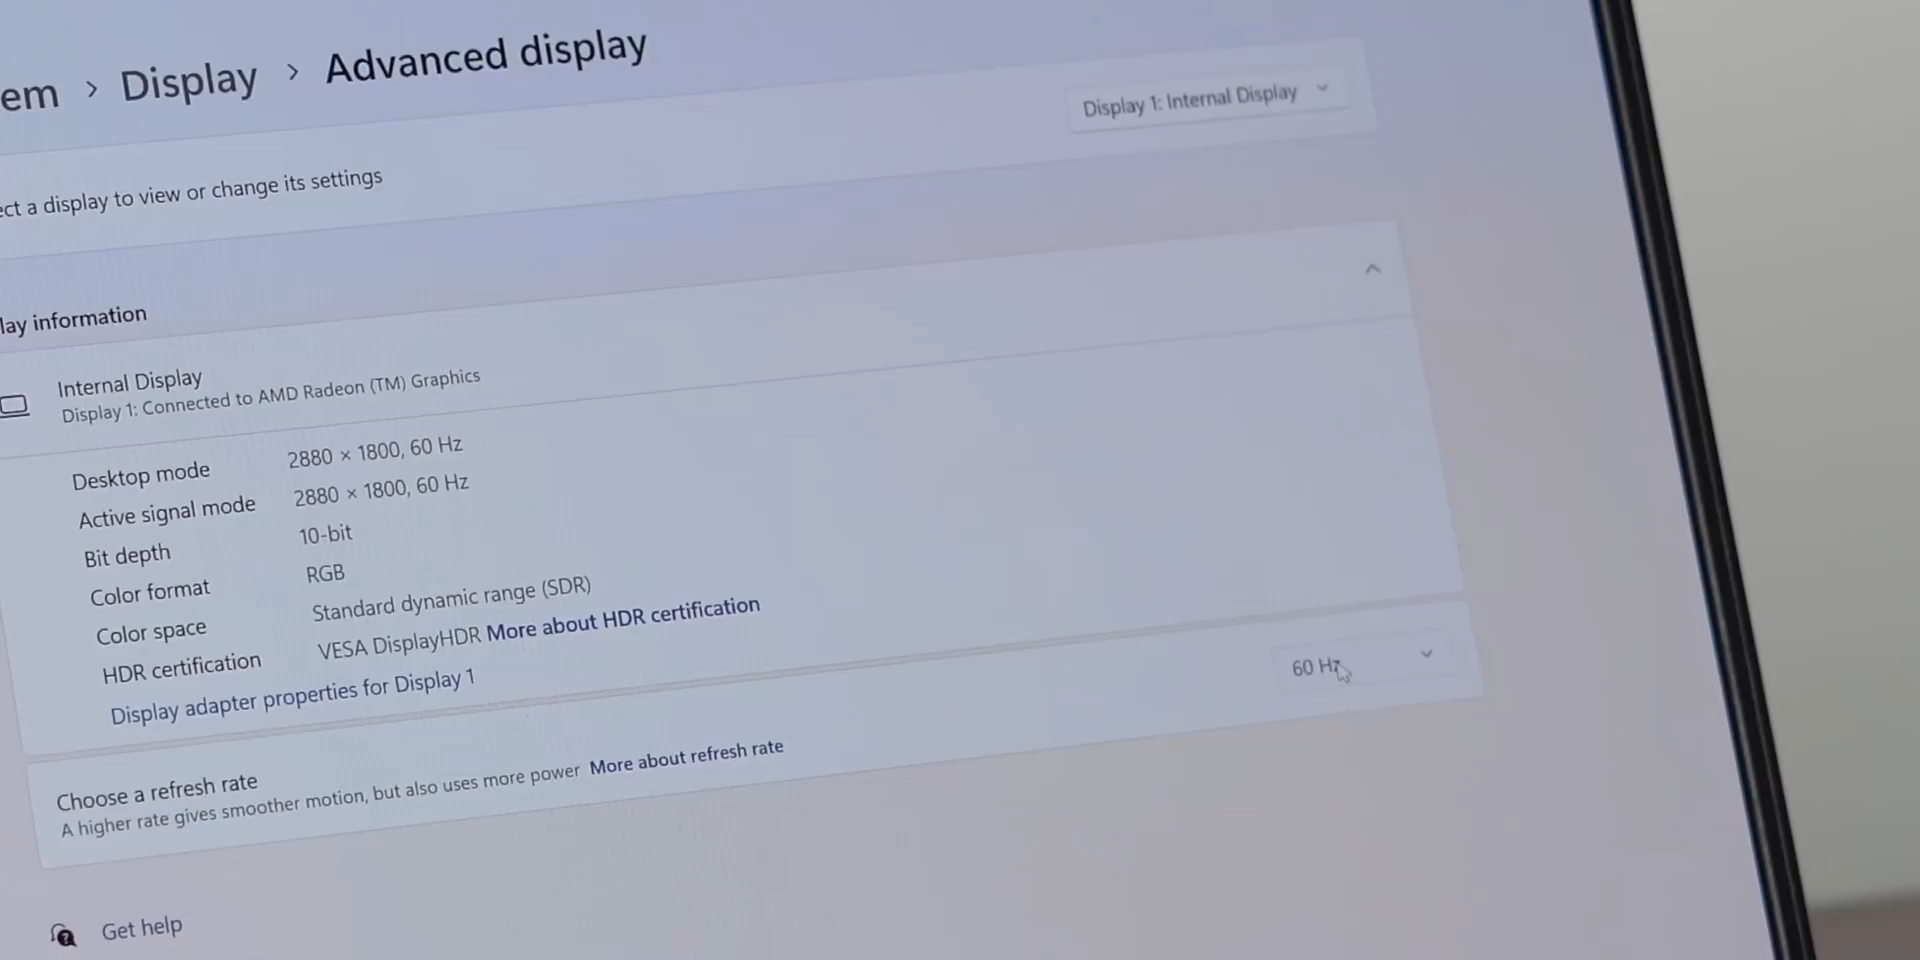 em > Display > Advanced display
ect a display to view or change its settings
Display 1: Internal Display
lay information
Internal Display
Display 1: Connected to AMD Radeon (TM) Graphics
Desktop mode 2880 × 1800, 60 Hz
Active signal mode 2880 × 1800, 60 Hz
Bit depth 10-bit
Color format RGB
Color space Standard dynamic range (SDR)
HDR certification VESA DisplayHDR More about HDR certification
Display adapter properties for Display 1
Choose a refresh rate
A higher rate gives smoother motion, but also uses more power More about refresh rate
60 Hz
Get help